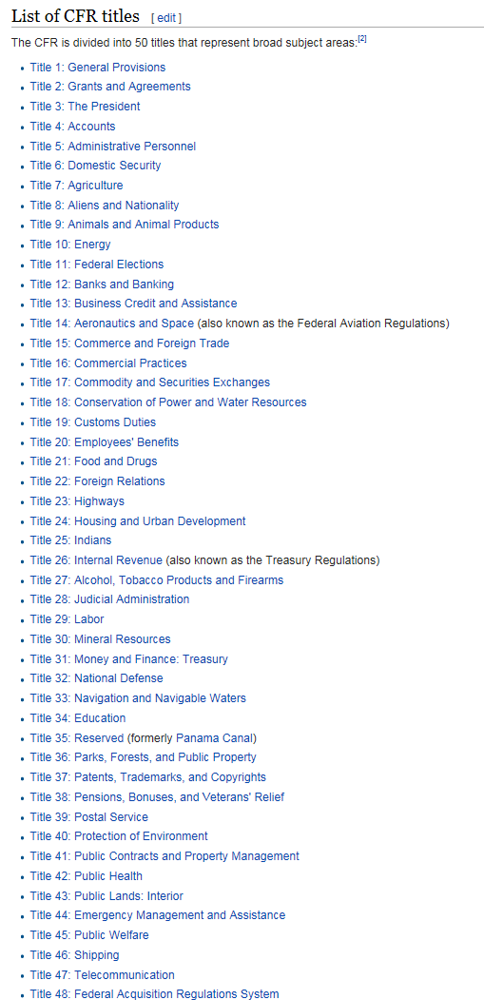 List of CFR titles [ edit ]
The CFR is divided into 50 titles that represent broad subject areas:[2]
• Title 1: General Provisions
• Title 2: Grants and Agreements
• Title 3: The President
• Title 4: Accounts
• Title 5: Administrative Personnel
• Title 6: Domestic Security
• Title 7: Agriculture
• Title 8: Aliens and Nationality
• Title 9: Animals and Animal Products
• Title 10: Energy
• Title 11: Federal Elections
• Title 12: Banks and Banking
• Title 13: Business Credit and Assistance
• Title 14: Aeronautics and Space (also known as the Federal Aviation Regulations)
• Title 15: Commerce and Foreign Trade
• Title 16: Commercial Practices
• Title 17: Commodity and Securities Exchanges
• Title 18: Conservation of Power and Water Resources
• Title 19: Customs Duties
• Title 20: Employees' Benefits
• Title 21: Food and Drugs
• Title 22: Foreign Relations
• Title 23: Highways
• Title 24: Housing and Urban Development
• Title 25: Indians
• Title 26: Internal Revenue (also known as the Treasury Regulations)
• Title 27: Alcohol, Tobacco Products and Firearms
• Title 28: Judicial Administration
• Title 29: Labor
• Title 30: Mineral Resources
• Title 31: Money and Finance: Treasury
• Title 32: National Defense
• Title 33: Navigation and Navigable Waters
• Title 34: Education
• Title 35: Reserved (formerly Panama Canal)
• Title 36: Parks, Forests, and Public Property
• Title 37: Patents, Trademarks, and Copyrights
• Title 38: Pensions, Bonuses, and Veterans' Relief
• Title 39: Postal Service
• Title 40: Protection of Environment
• Title 41: Public Contracts and Property Management
• Title 42: Public Health
• Title 43: Public Lands: Interior
• Title 44: Emergency Management and Assistance
• Title 45: Public Welfare
• Title 46: Shipping
• Title 47: Telecommunication
• Title 48: Federal Acquisition Regulations System